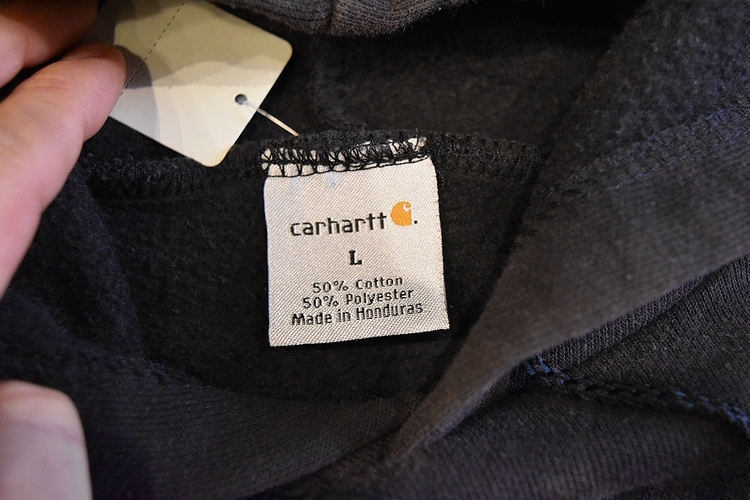 carhartt
L
50% Cotton
50% Polyester
Made in Honduras